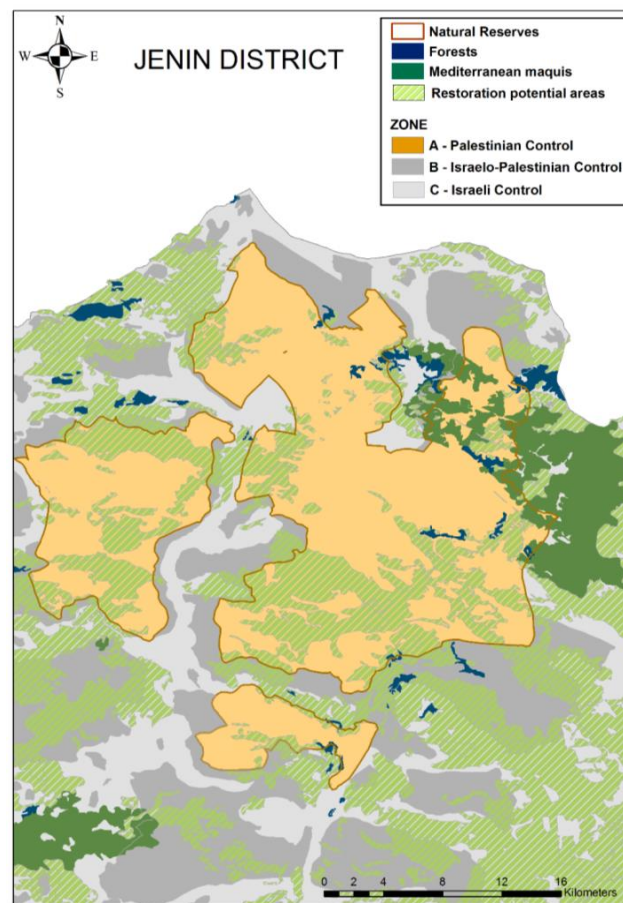 N
W E
S
JENIN DISTRICT
Natural Reserves
Forests
Mediterranean maquis
Restoration potential areas
ZONE
A - Palestinian Control
B - Israelo-Palestinian Control
C - Israeli Control
0 1 2 4 8 12 16
Kilometers